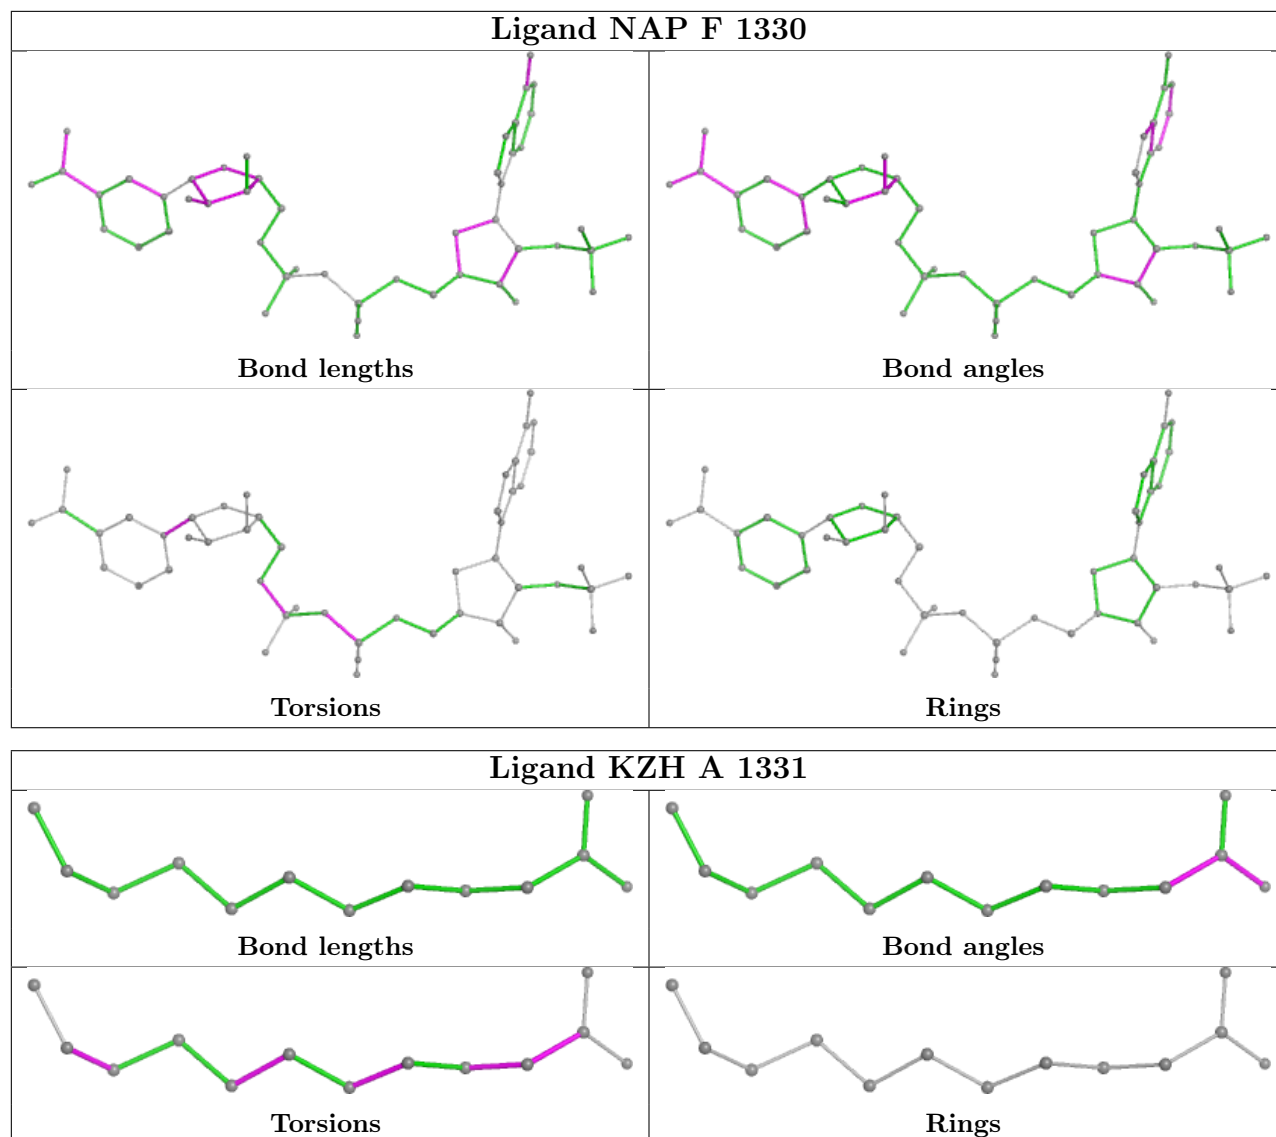 Ligand NAP F 1330
Bond lengths
Bond angles
Torsions
Rings
Ligand KZH A 1331
Bond lengths
Bond angles
Torsions
Rings